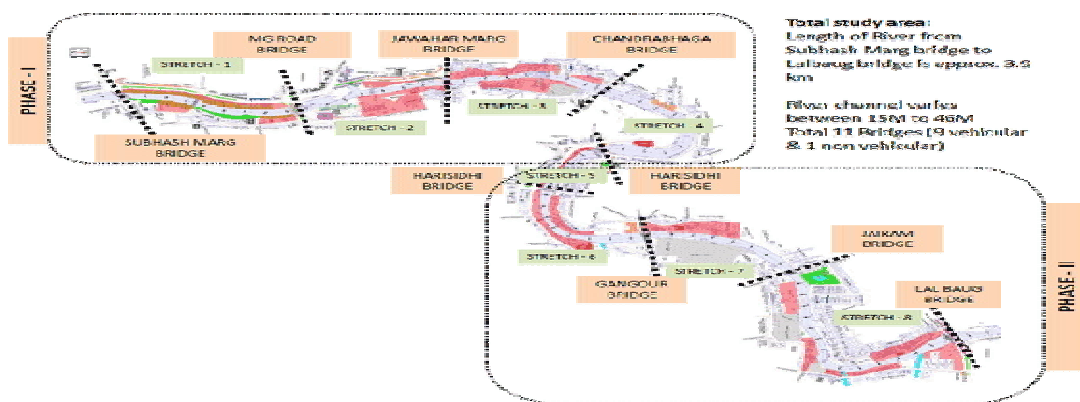 PHASE - I
MG ROAD
BRIDGE
JAWAHAR MARG
BRIDGE
CHANDRABHAGA
BRIDGE
STRETCH - 1
STRETCH - 2
STRETCH - 3
STRETCH - 4
SUBHASH MARG
BRIDGE
Total study area:
Length of River from
Subhash Marg bridge to
Lalbaug bridge is approx. 3.9
km
River channel varies
between 15M to 46M
Total 11 Bridges (9 vehicular
& 1 non vehicular)
HARISIDHI
BRIDGE
STRETCH - 5
HARISIDHI
BRIDGE
STRETCH - 6
GANGOUR
BRIDGE
STRETCH - 7
JAIRAM
BRIDGE
LAL BAUG
BRIDGE
STRETCH - 8
PHASE - II